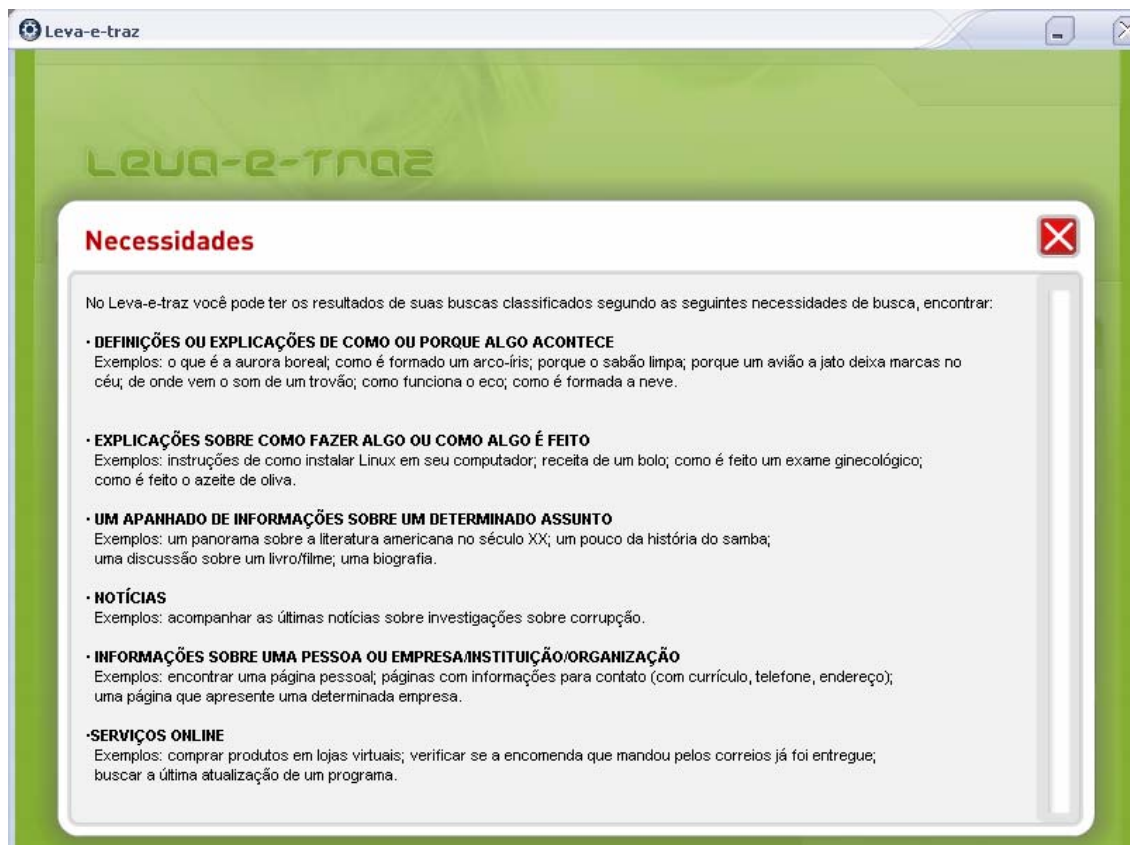 Leva-e-traz
Leva-e-Traz
Necessidades
No Leva-e-traz você pode ter os resultados de suas buscas classificados segundo as seguintes necessidades de busca, encontrar:
· DEFINIÇÕES OU EXPLICAÇÕES DE COMO OU PORQUE ALGO ACONTECE
Exemplos: o que é a aurora boreal; como é formado um arco-íris; porque o sabão limpa; porque um avião a jato deixa marcas no
céu; de onde vem o som de um trovão; como funciona o eco; como é formada a neve.
· EXPLICAÇÕES SOBRE COMO FAZER ALGO OU COMO ALGO É FEITO
Exemplos: instruções de como instalar Linux em seu computador; receita de um bolo; como é feito um exame ginecológico;
como é feito o azeite de oliva.
· UM APANHADO DE INFORMAÇÕES SOBRE UM DETERMINADO ASSUNTO
Exemplos: um panorama sobre a literatura americana no século XX; um pouco da história do samba;
uma discussão sobre um livro/filme; uma biografia.
· NOTÍCIAS
Exemplos: acompanhar as últimas notícias sobre investigações sobre corrupção.
· INFORMAÇÕES SOBRE UMA PESSOA OU EMPRESA/INSTITUIÇÃO/ORGANIZAÇÃO
Exemplos: encontrar uma página pessoal; páginas com informações para contato (com currículo, telefone, endereço);
uma página que apresente uma determinada empresa.
·SERVIÇOS ONLINE
Exemplos: comprar produtos em lojas virtuais; verificar se a encomenda que mandou pelos correios já foi entregue;
buscar a última atualização de um programa.